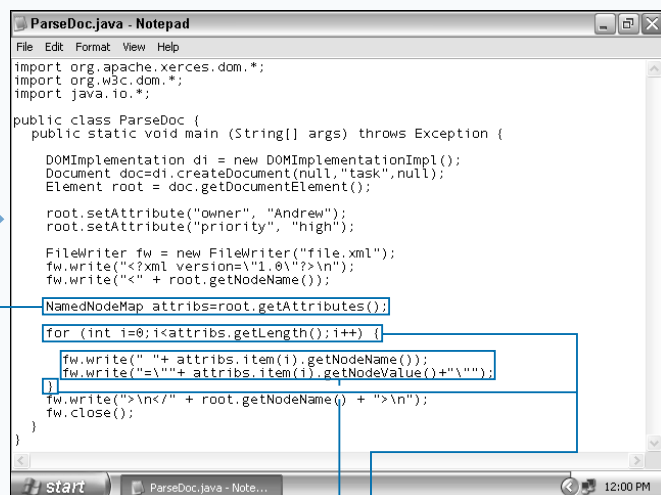 ParseDoc.java - Notepad
File Edit Format View Help
import org.apache.xerces.dom.*;
import org.w3c.dom.*;
import java.io.*;
public class ParseDoc {
public static void main (String[] args) throws Exception {
DOMImplementation di = new DOMImplementationImpl();
Document doc=di.createDocument(null,"task",null);
Element root = doc.getDocumentElement();
root.setAttribute("owner", "Andrew");
root.setAttribute("priority", "high");
FileWriter fw = new FileWriter("file.xml");
fw.write("<?xml version=\"1.0\"?>\n");
fw.write("<" + root.getNodeName());
NamedNodeMap attribs=root.getAttributes();
for (int i=0;i<attribs.getLength();i++) {
fw.write(" "+ attribs.item(i).getNodeName());
fw.write("=\""+ attribs.item(i).getNodeValue()+"\"");
}
fw.write(">\n</" + root.getNodeName() + ">\n");
fw.close();
}
}
start ParseDoc.java - Note... 12:00 PM